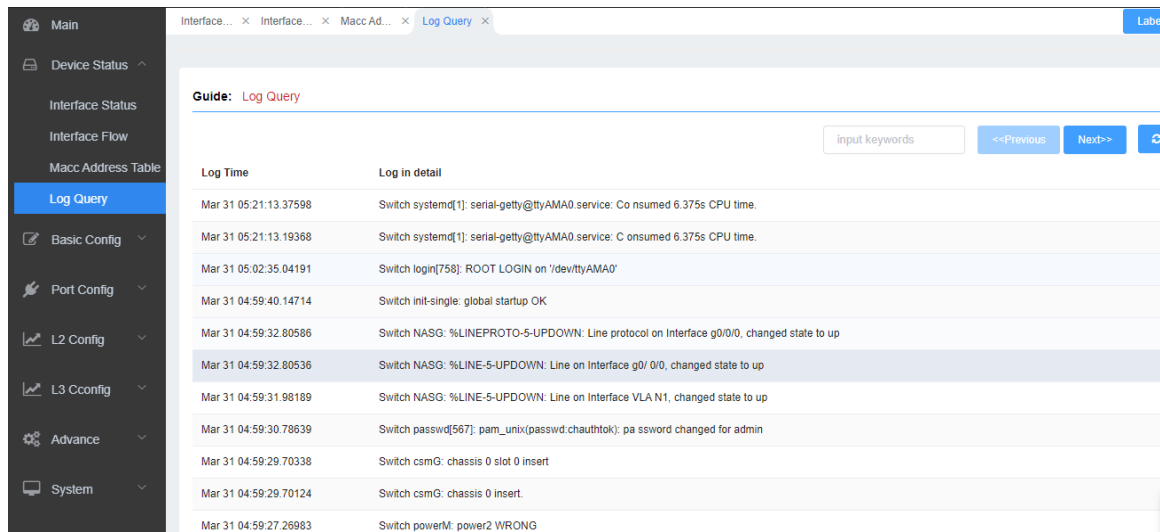 Main
Device Status
Interface Status
Interface Flow
Macc Address Table
Log Query
Basic Config
Port Config
L2 Config
L3 Cconfig
Advance
System
Interface... × Interface... × Macc Ad... × Log Query ×
Labe
Guide: Log Query
input keywords <<Previous Next>>
Log Time Log in detail
Mar 31 05:21:13.37598 Switch systemd[1]: serial-getty@ttyAMA0.service: Co nsumed 6.375s CPU time.
Mar 31 05:21:13.19368 Switch systemd[1]: serial-getty@ttyAMA0.service: C onsumed 6.375s CPU time.
Mar 31 05:02:35.04191 Switch login[758]: ROOT LOGIN on '/dev/ttyAMA0'
Mar 31 04:59:40.14714 Switch init-single: global startup OK
Mar 31 04:59:32.80586 Switch NASG: %LINEPROTO-5-UPDOWN: Line protocol on Interface g0/0/0, changed state to up
Mar 31 04:59:32.80536 Switch NASG: %LINE-5-UPDOWN: Line on Interface g0/ 0/0, changed state to up
Mar 31 04:59:31.98189 Switch NASG: %LINE-5-UPDOWN: Line on Interface VLA N1, changed state to up
Mar 31 04:59:30.78639 Switch passwd[567]: pam_unix(passwd:chauthtok): pa ssword changed for admin
Mar 31 04:59:29.70338 Switch csmG: chassis 0 slot 0 insert
Mar 31 04:59:29.70124 Switch csmG: chassis 0 insert.
Mar 31 04:59:27.26983 Switch powerM: power2 WRONG